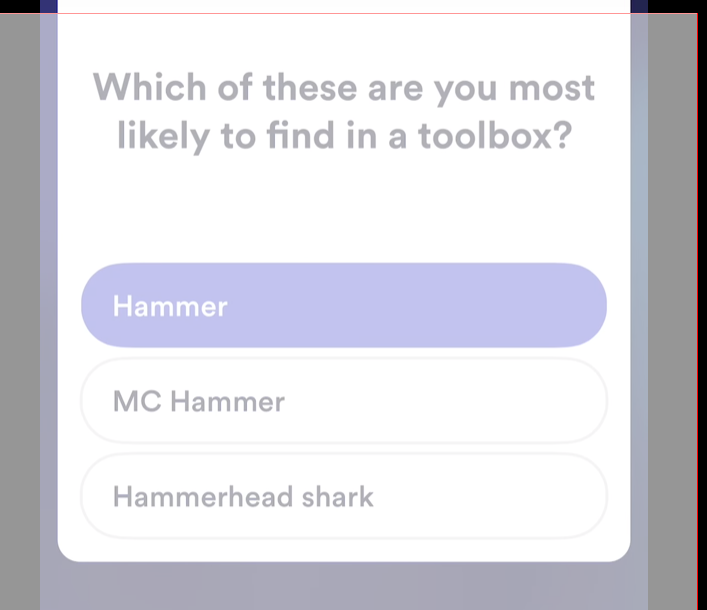 Which of these are you most
likely to find in a toolbox?
Hammer
MC Hammer
Hammerhead shark